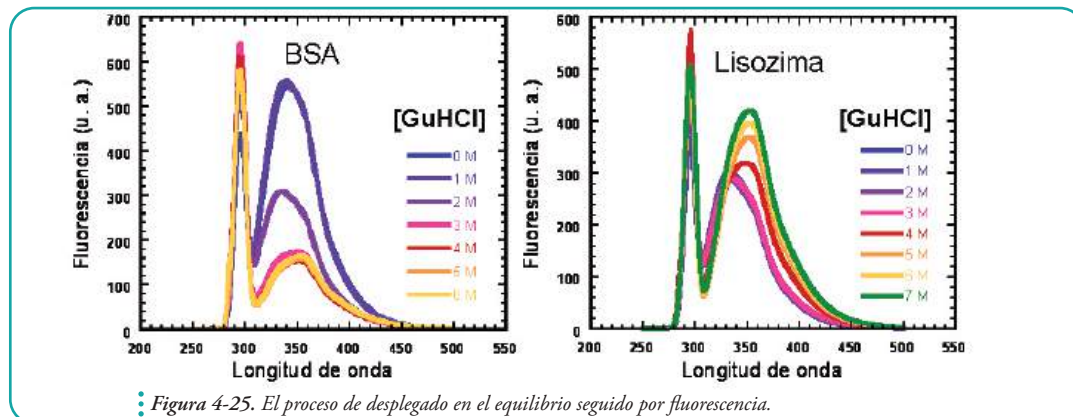 BSA
Fluorescencia (u. a.)
700
600
500
400
300
200
100
0
200 250 300 350 400 450 500 550
Longitud de onda
[GuHCl]
0 M
1 M
2 M
3 M
4 M
5 M
6 M
Lisozima
Fluorescencia (u. a.)
600
500
400
300
200
100
0
200 250 300 350 400 450 500 550
Longitud de onda
[GuHCl]
0 M
1 M
2 M
3 M
4 M
5 M
6 M
7 M
Figura 4-25. El proceso de desplegado en el equilibrio seguido por fluorescencia.